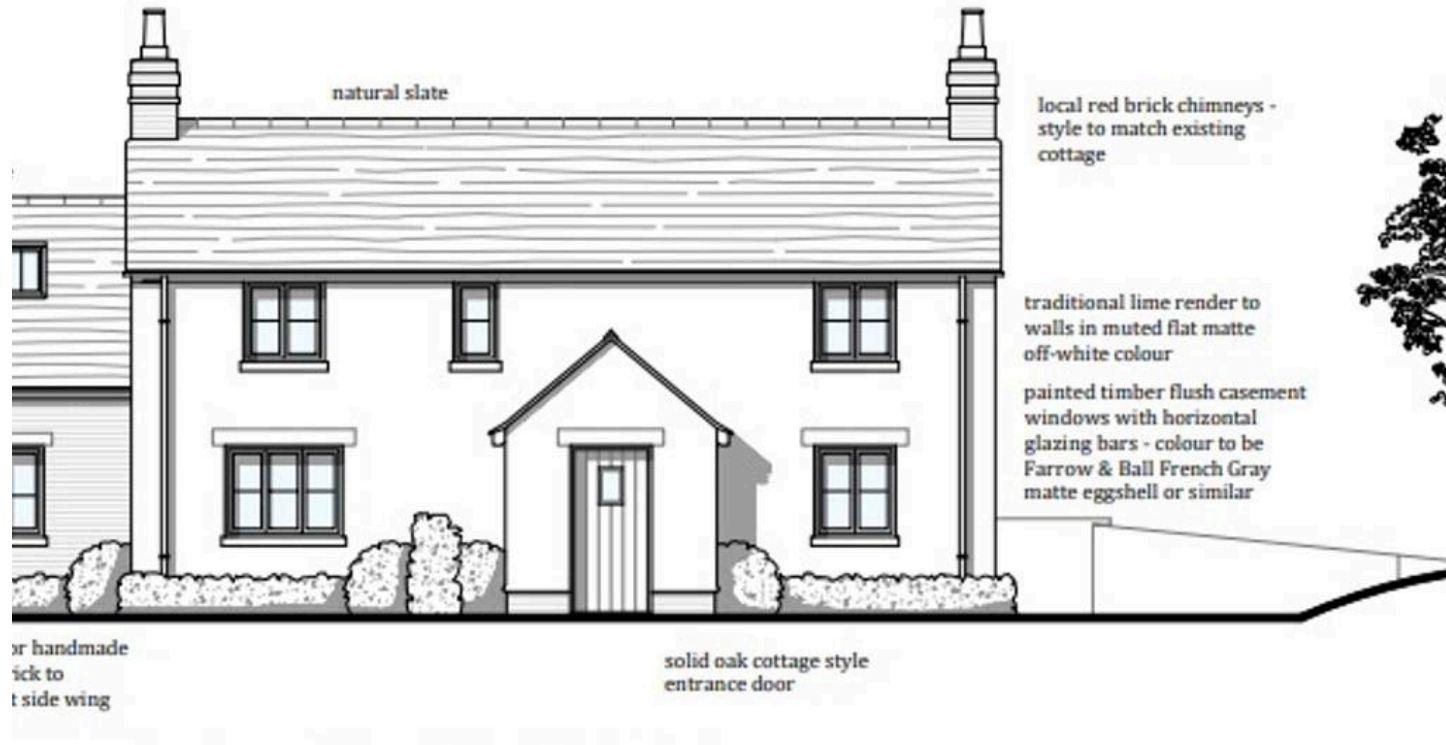 natural slate
local red brick chimneys -
style to match existing
cottage
traditional lime render to
walls in muted flat matte
off-white colour
painted timber flush casement
windows with horizontal
glazing bars - colour to be
Farrow & Ball French Gray
matte eggshell or similar
or handmade
to
side wing
solid oak cottage style
entrance door